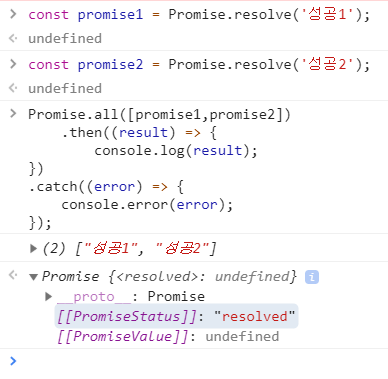 > const promise1 = Promise.resolve('성공1');
<· undefined
> const promise2 = Promise.resolve('성공2');
<· undefined
> Promise.all([promise1,promise2])
.then((result) => {
console.log(result);
})
.catch((error) => {
console.error(error);
});
▶ (2) ["성공1", "성공2"]
<· ▼ Promise {<resolved>: undefined} i
▶ __proto__: Promise
[[PromiseStatus]]: "resolved"
[[PromiseValue]]: undefined
>